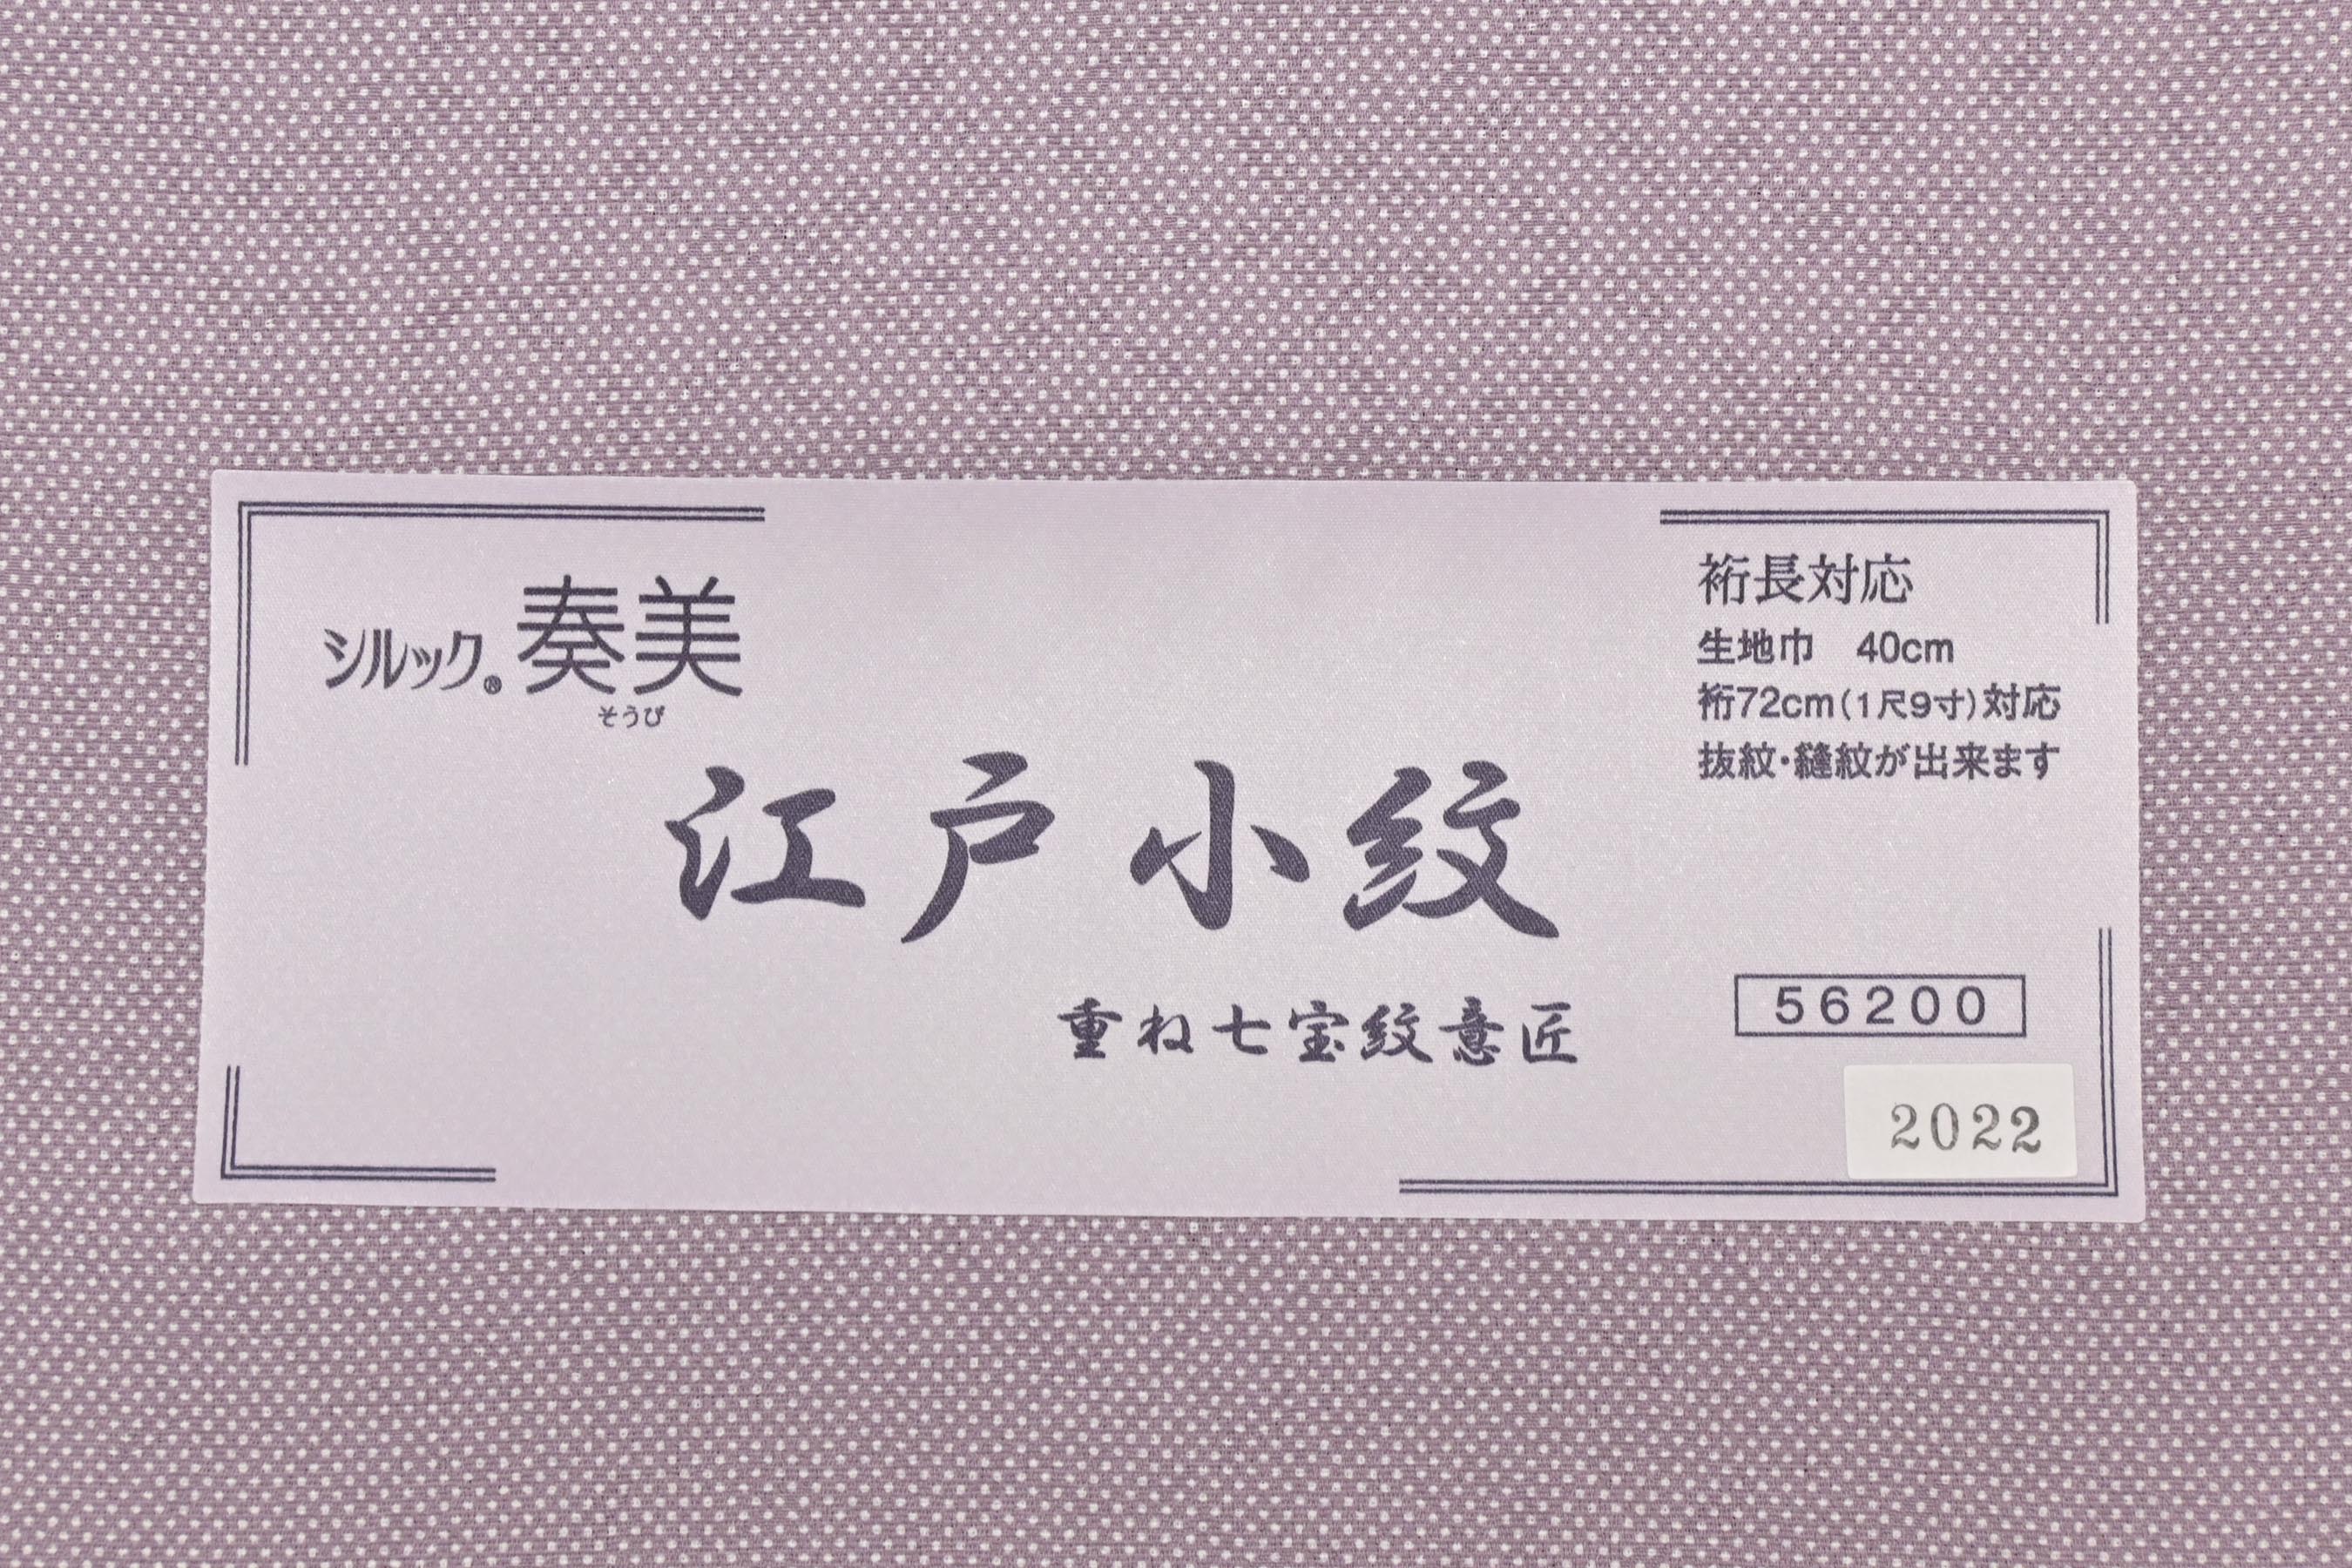 シルック®奏美
そうび
江戸小紋
重ね七宝紋意匠
裄長対応
生地巾　40cm
裄72cm(1尺9寸)対応
抜紋・縫紋が出来ます
56200
2022